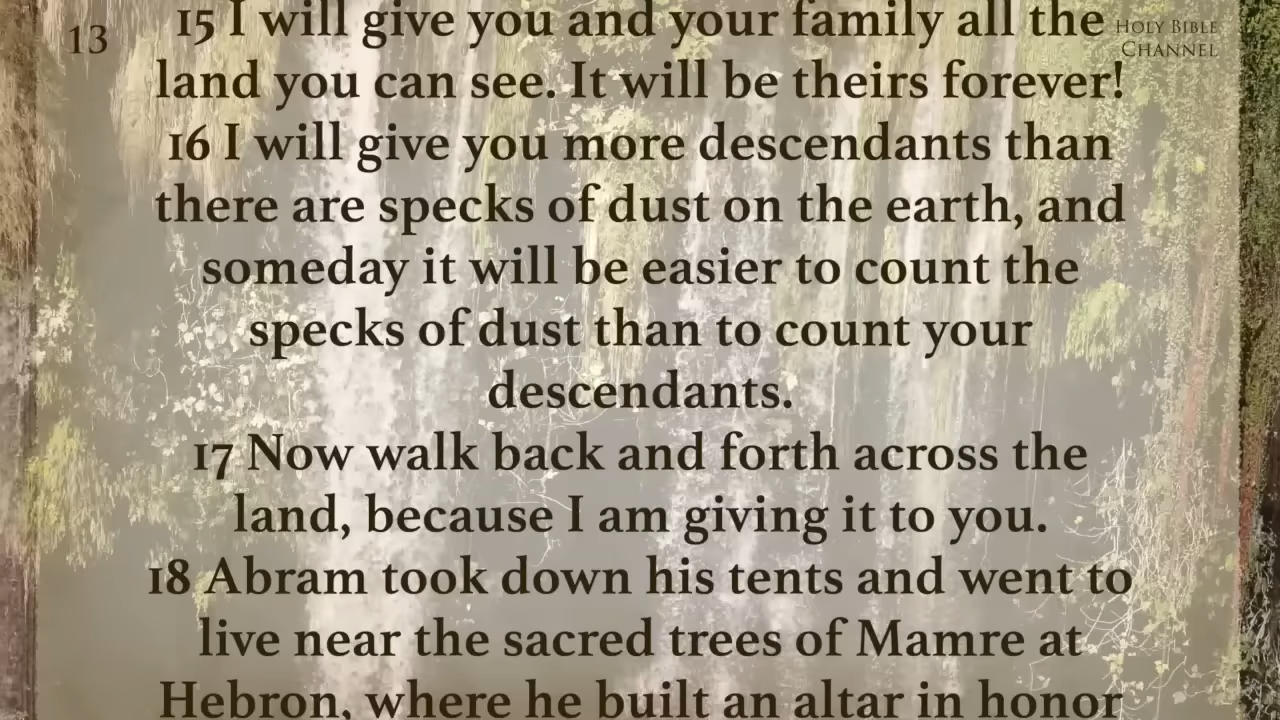 13
HOLY BIBLE
CHANNEL
15 I will give you and your family all the
land you can see. It will be theirs forever!
16 I will give you more descendants than
there are specks of dust on the earth, and
someday it will be easier to count the
specks of dust than to count your
descendants.
17 Now walk back and forth across the
land, because I am giving it to you.
18 Abram took down his tents and went to
live near the sacred trees of Mamre at
Hebron, where he built an altar in honor